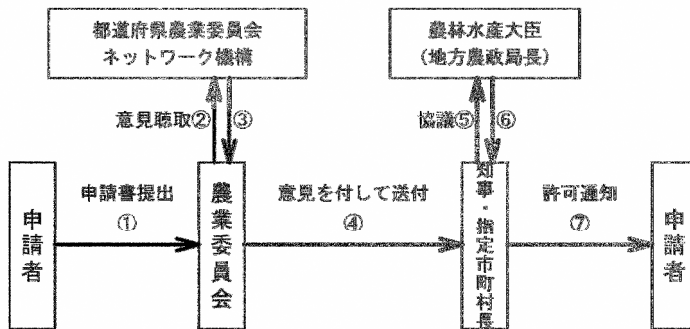 都道府県農業委員会
ネットワーク機構
農林水産大臣
(地方農政局長)
意見聴取②
③
協議⑤
⑥
申請者
申請書提出
①
農業委員会
意見を付して送付
④
知事・指定市町村長
許可通知
⑦
申請者